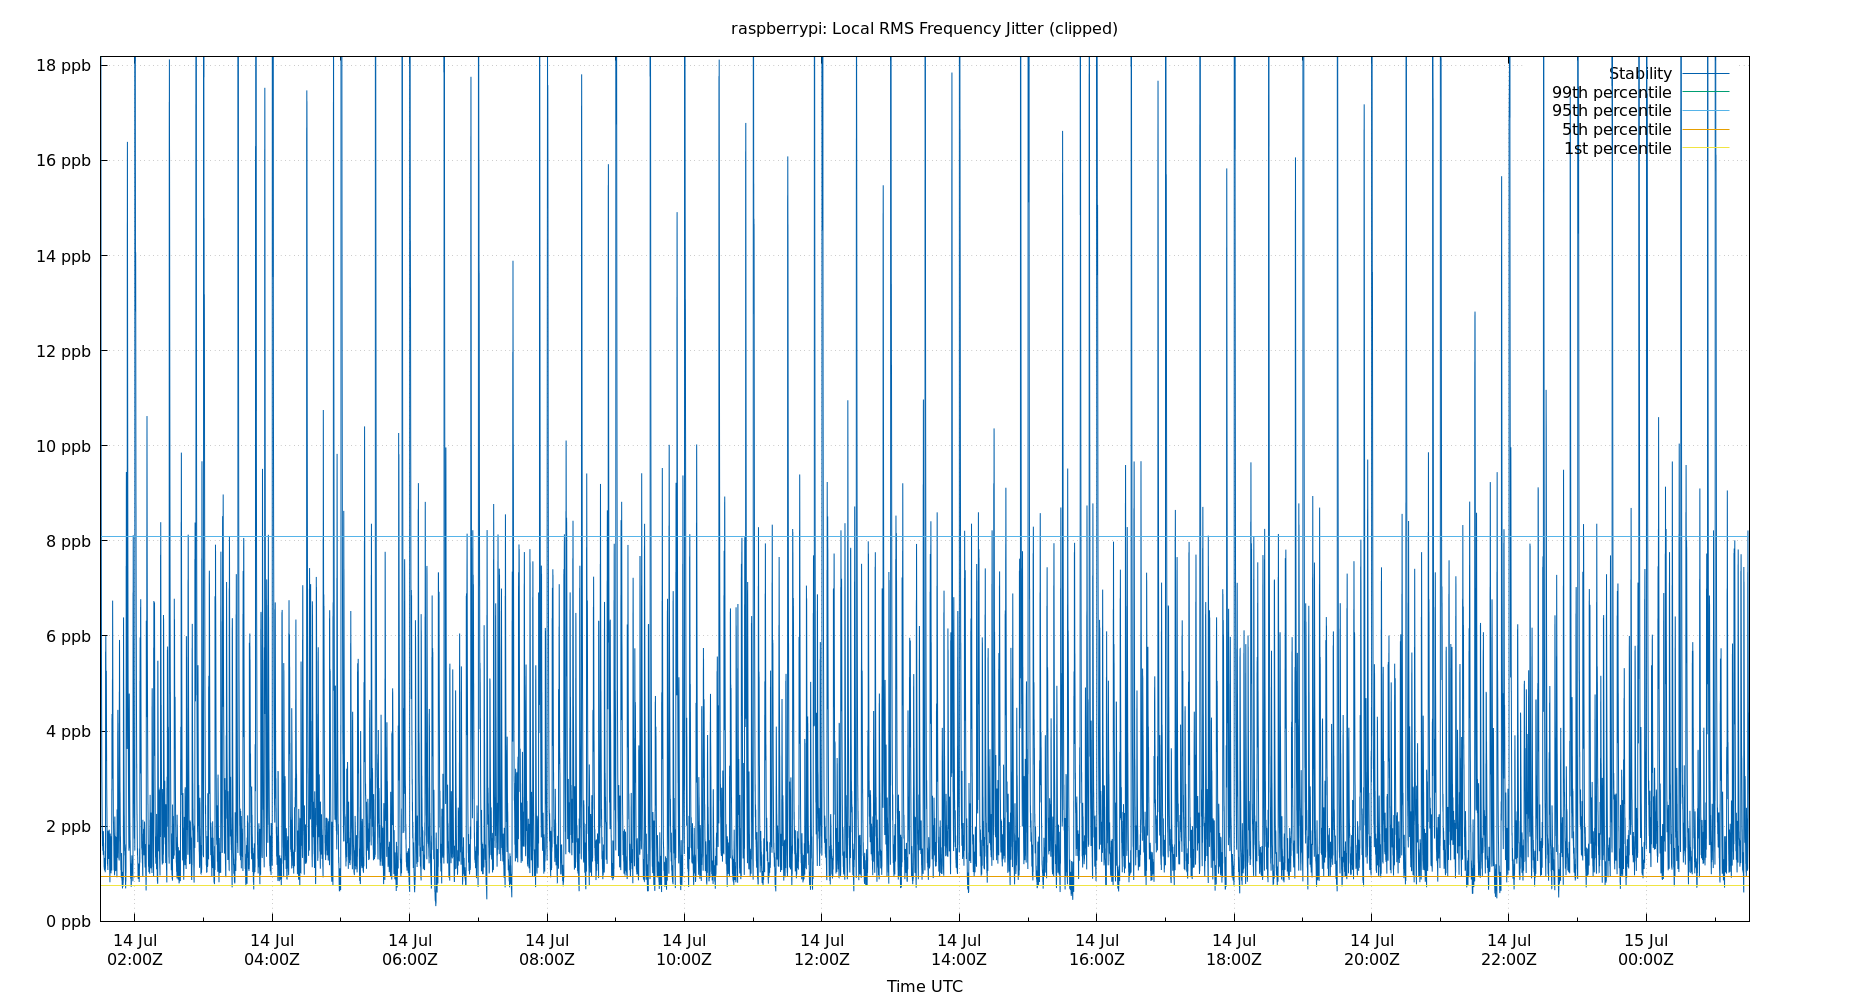 raspberrypi: Local RMS Frequency Jitter (clipped)
18 ppb
16 ppb
14 ppb
12 ppb
10 ppb
8 ppb
6 ppb
4 ppb
2 ppb
0 ppb
Stability
99th percentile
95th percentile
5th percentile
1st percentile
14 Jul 14 Jul 14 Jul 14 Jul 14 Jul 14 Jul 14 Jul 14 Jul 14 Jul 14 Jul 14 Jul 15 Jul
02:00Z 04:00Z 06:00Z 08:00Z 10:00Z 12:00Z 14:00Z 16:00Z 18:00Z 20:00Z 22:00Z 00:00Z
Time UTC